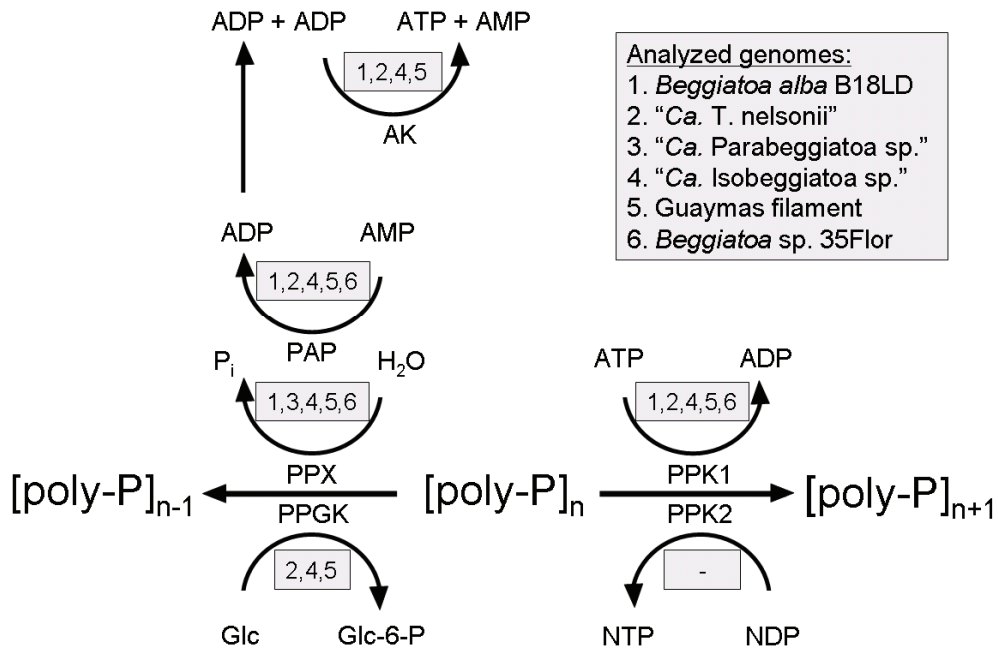 ADP + ADP
ATP + AMP
1,2,4,5
AK
Analyzed genomes:
1. Beggiatoa alba B18LD
2. “Ca. T. nelsonii”
3. “Ca. Parabeggiatoa sp.”
4. “Ca. Isobeggiatoa sp.”
5. Guaymas filament
6. Beggiatoa sp. 35Flor
ADP
AMP
1,2,4,5,6
PAP
Pi
H2O
1,3,4,5,6
PPX
ATP
ADP
1,2,4,5,6
PPK1
[poly-P]n-1
[poly-P]n
[poly-P]n+1
PPGK
2,4,5
Glc
Glc-6-P
PPK2
-
NTP
NDP